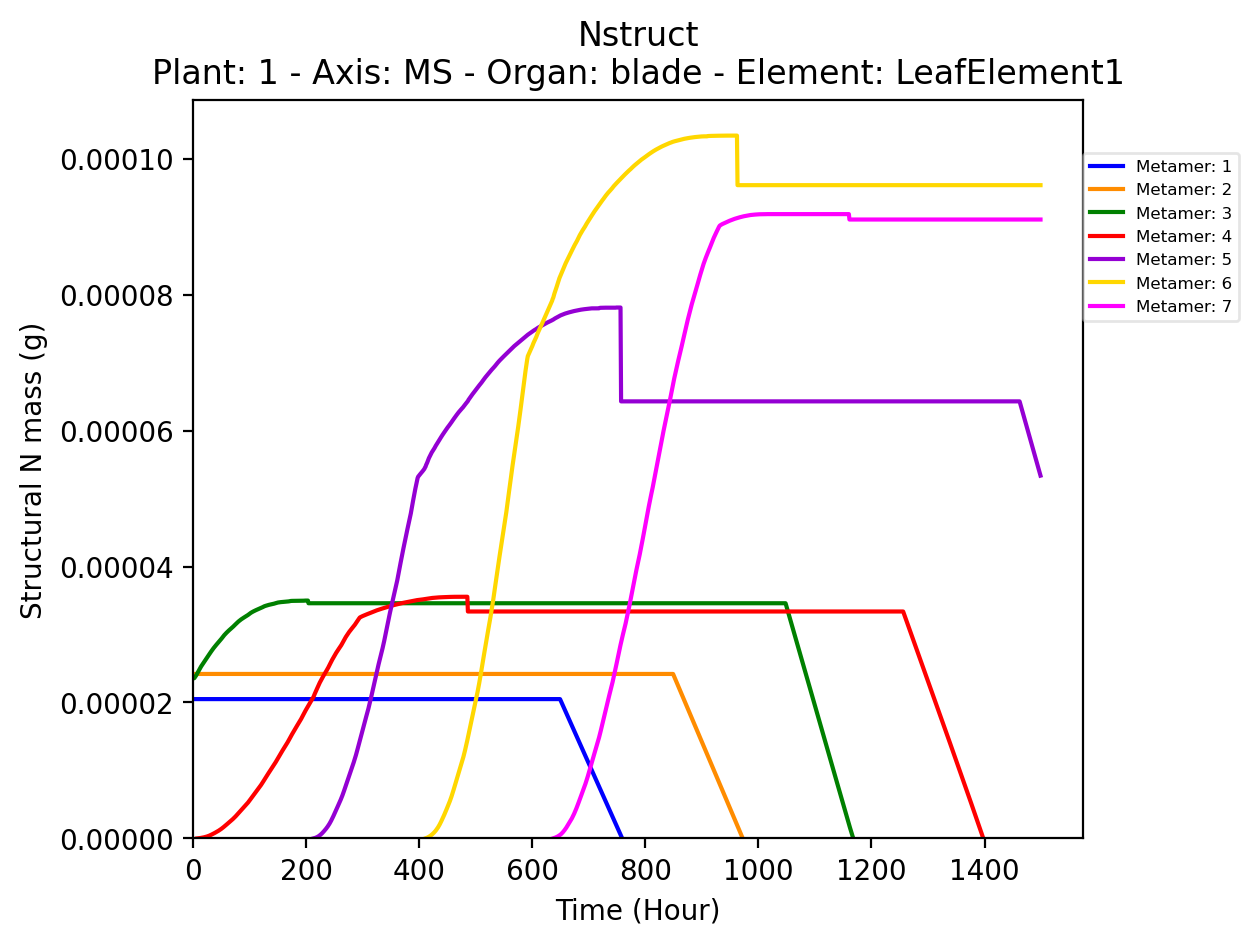 Nstruct
Plant: 1 - Axis: MS - Organ: blade - Element: LeafElement1
Structural N mass (g)
0.00010
0.00008
0.00006
0.00004
0.00002
0.00000
0 200 400 600 800 1000 1200 1400
Time (Hour)
Metamer: 1
Metamer: 2
Metamer: 3
Metamer: 4
Metamer: 5
Metamer: 6
Metamer: 7